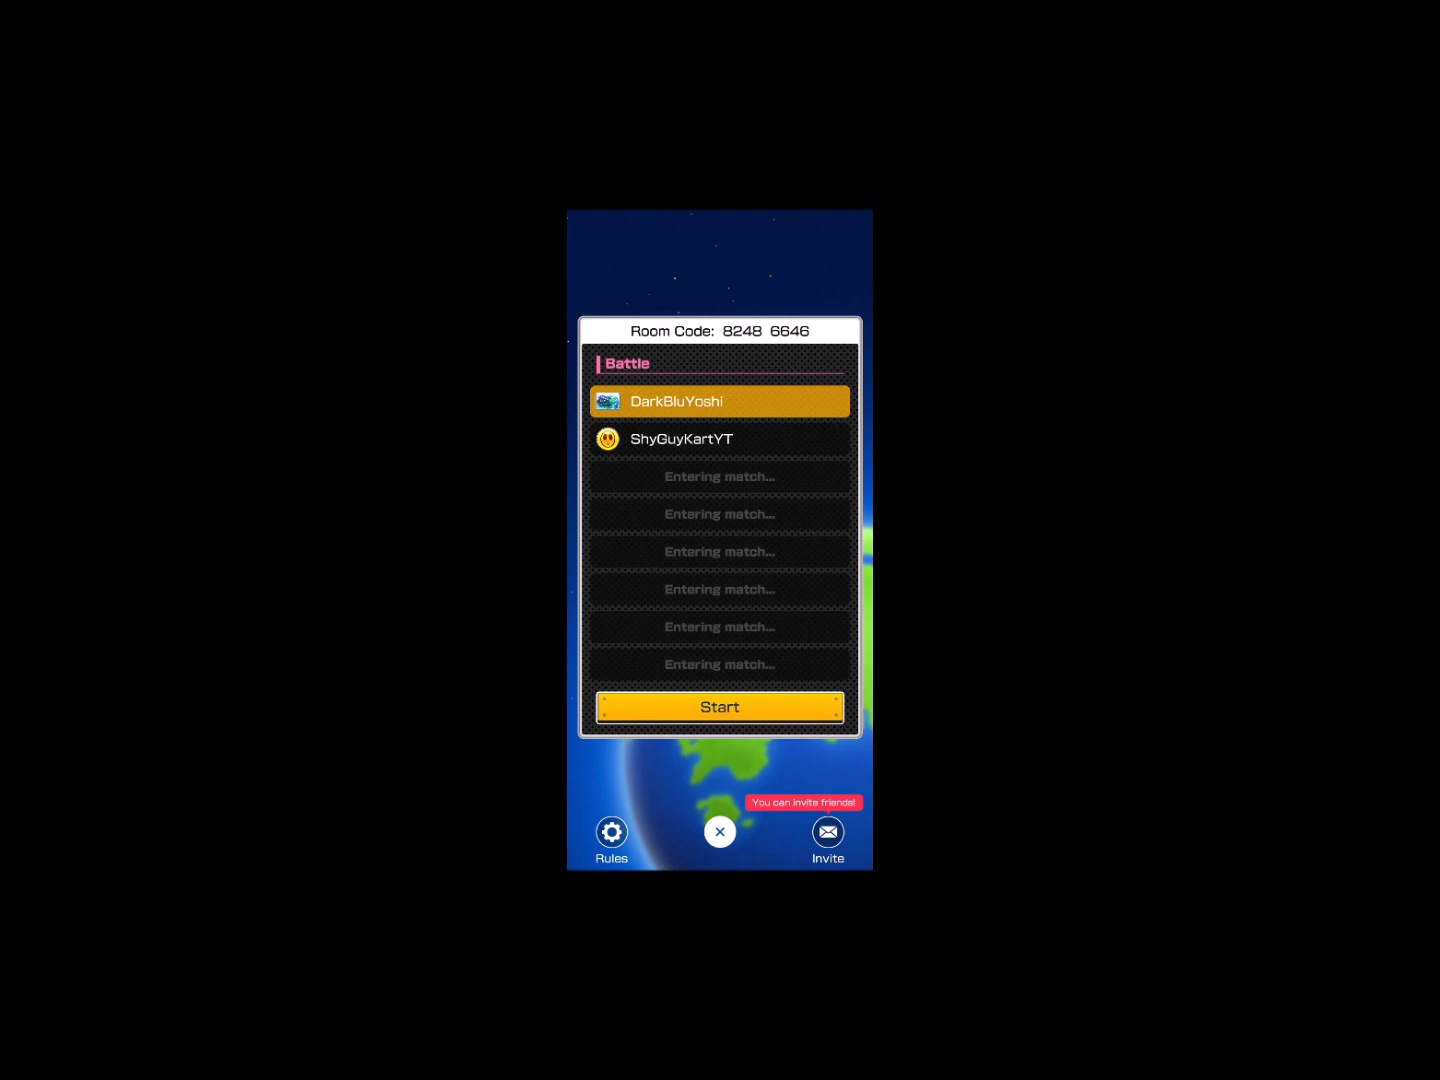 Room Code: 8248 6646
Battle
DarkBluYoshi
ShyGuyKartYT
Entering match...
Entering match...
Entering match...
Entering match...
Entering match...
Entering match...
Start
You can invite friends!
Rules
Invite